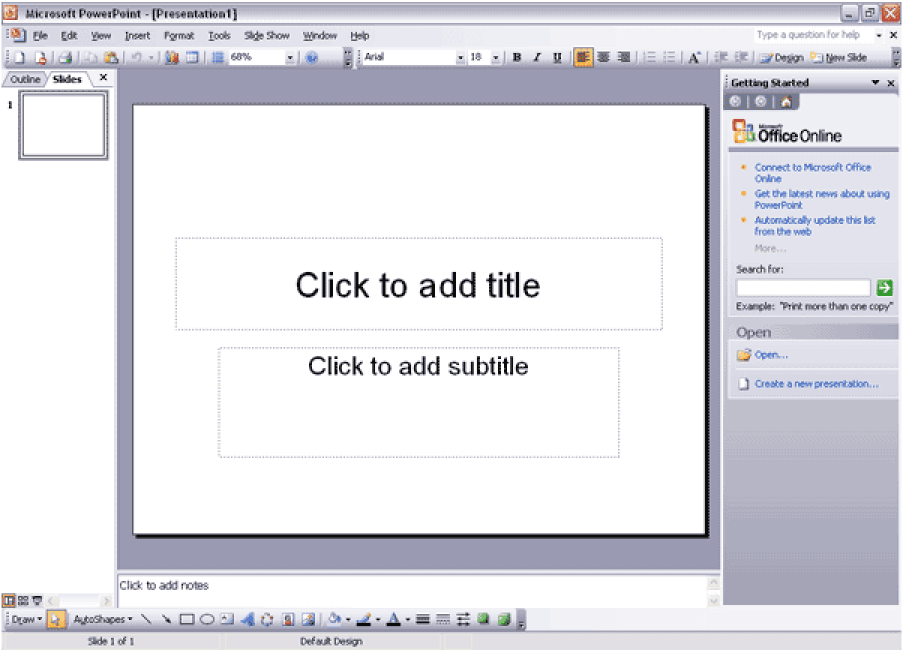 Microsoft PowerPoint - [Presentation1]
File Edit View Insert Format Tools Slide Show Window Help Type a question for help
68% Arial 18 B I U A Design New Slide
Outline Slides
1
Click to add title
Click to add subtitle
Click to add notes
Getting Started
Microsoft
Office Online
Connect to Microsoft Office
Online
Get the latest news about using
PowerPoint
Automatically update this list
from the web
More...
Search for:
Example: "Print more than one copy"
Open
Open...
Create a new presentation...
Draw AutoShapes A
Slide 1 of 1 Default Design